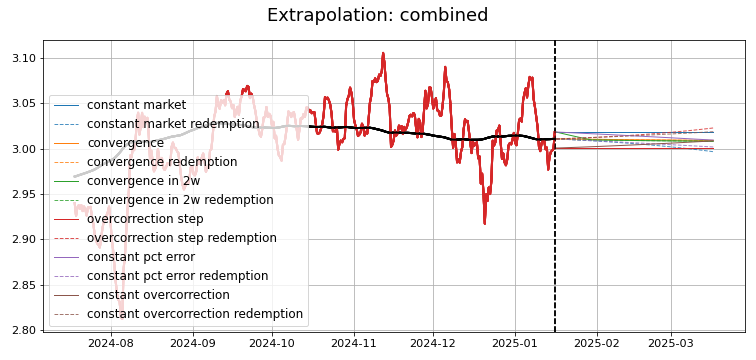 Extrapolation: combined
3.10
3.05
3.00
2.95
2.90
2.85
2.80
constant market
constant market redemption
convergence
convergence redemption
convergence in 2w
convergence in 2w redemption
overcorrection step
overcorrection step redemption
constant pct error
constant pct error redemption
constant overcorrection
constant overcorrection redemption
2024-08 2024-09 2024-10 2024-11 2024-12 2025-01 2025-02 2025-03